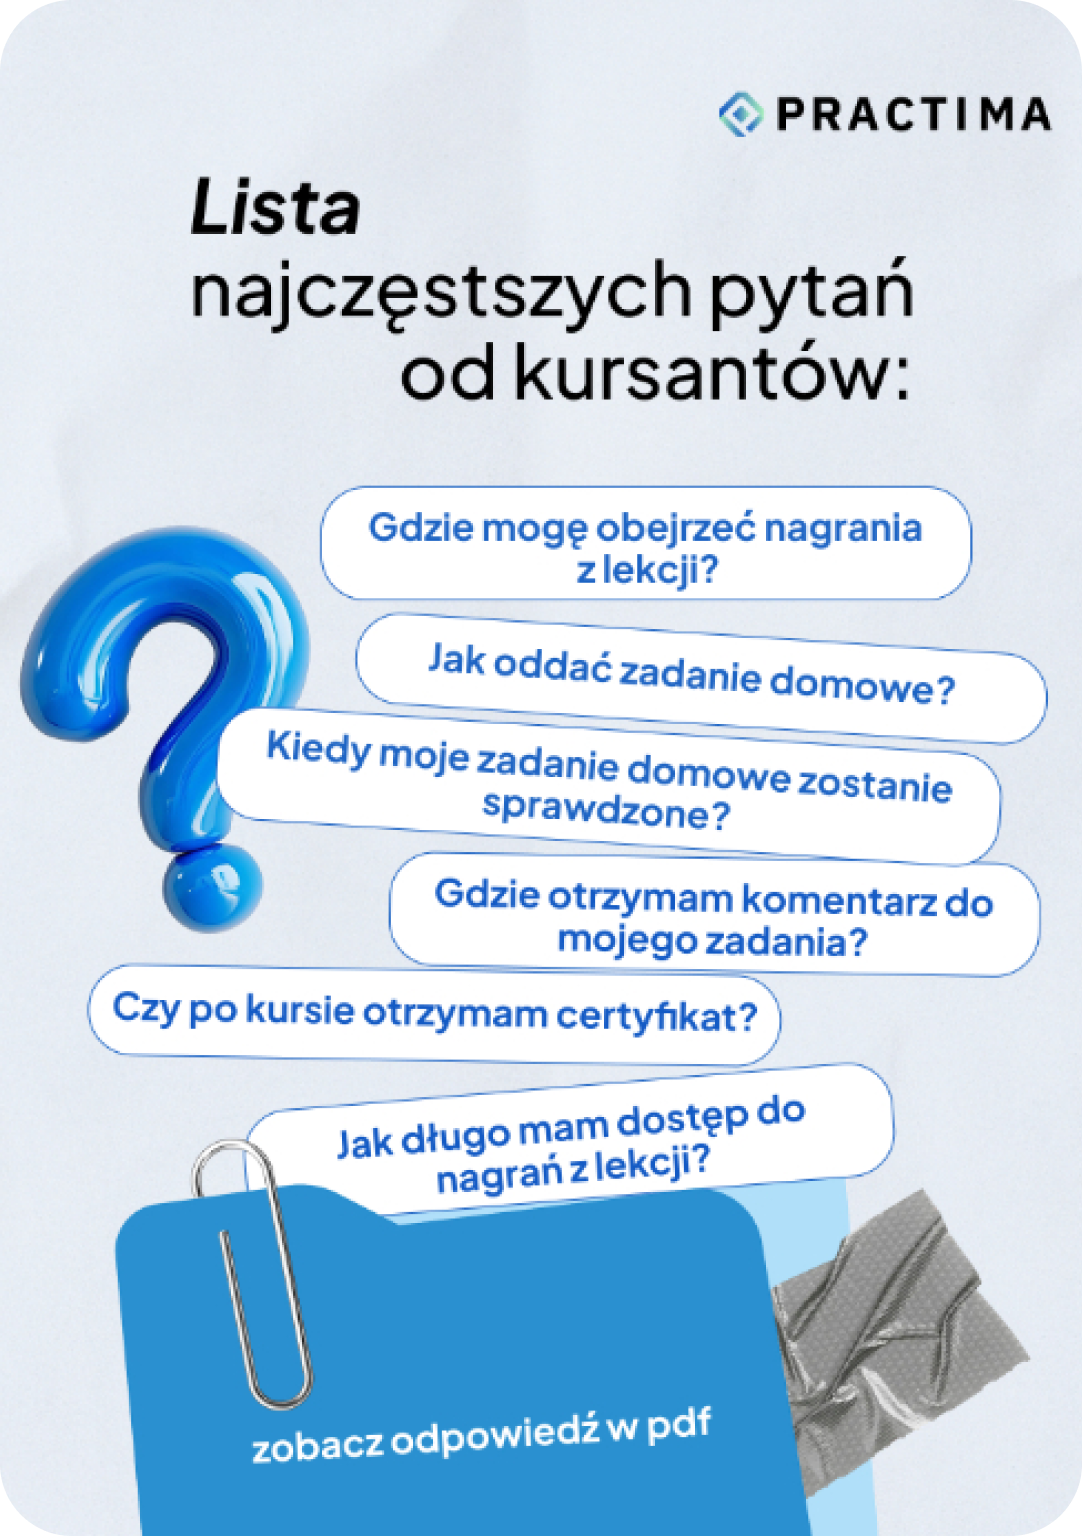 PRACTIMA
Lista
najczęstszych pytań
od kursantów:
Gdzie mogę obejrzeć nagrania
z lekcji?
Jak oddać zadanie domowe?
Kiedy moje zadanie domowe zostanie
sprawdzone?
Gdzie otrzymam komentarz do
mojego zadania?
Czy po kursie otrzymam certyfikat?
Jak długo mam dostęp do
nagrań z lekcji?
zobacz odpowiedź w pdf